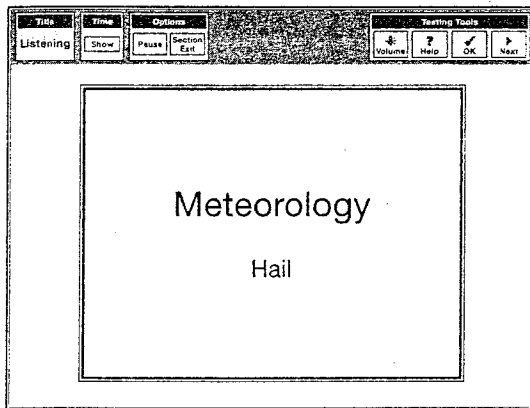 Title Time Options Testing Tools
Listening Show Pause Section Exit Volume ? Help OK Next
Meteorology
Hail